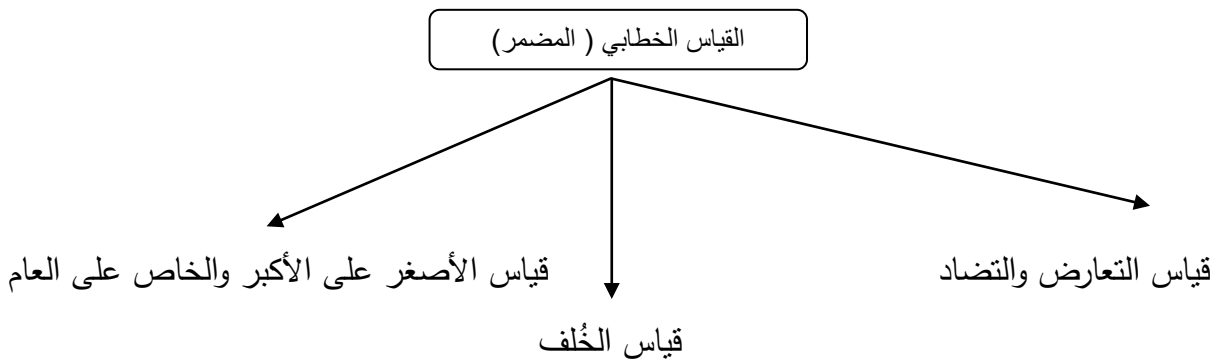 القياس الخطابي ( المضمر)
قياس التعارض والتضاد
قياس الأصغر على الأكبر والخاص على العام
قياس الخُلف